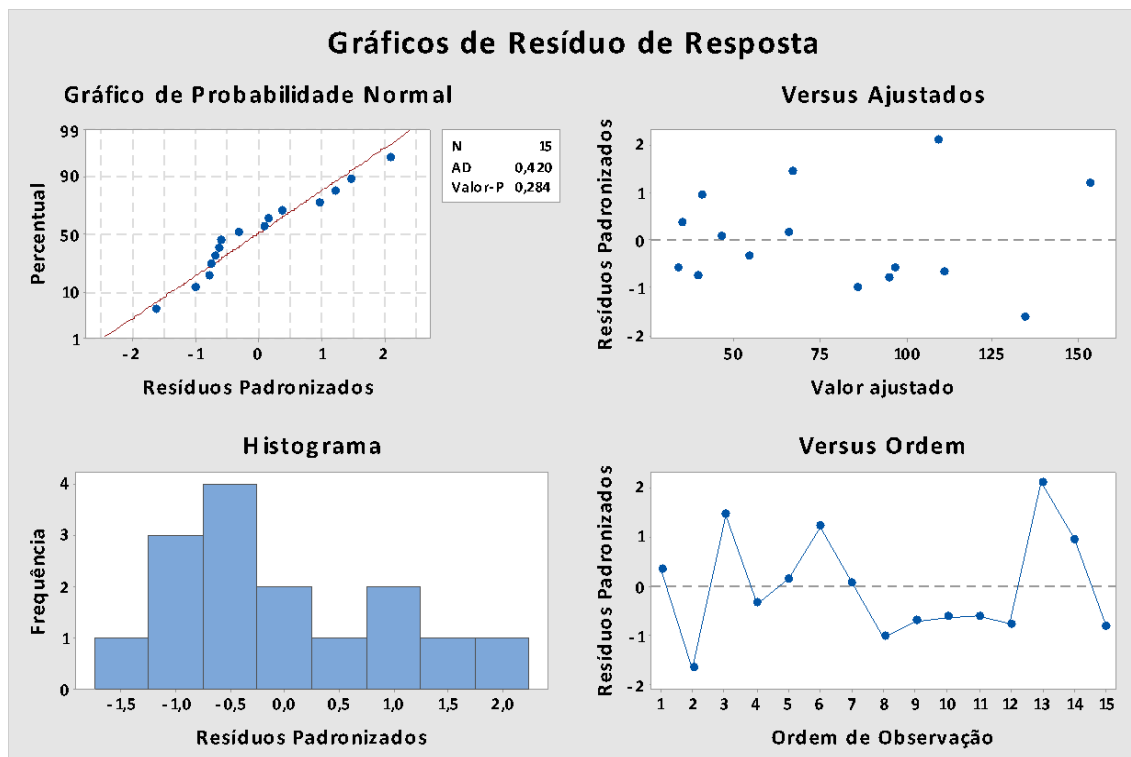 Gráficos de Resíduo de Resposta
Gráfico de Probabilidade Normal
99
90
50
10
1
Percentual
-2 -1 0 1 2
Resíduos Padronizados
N 15
AD 0,420
Valor-P 0,284
Versus Ajustados
2
1
0
-1
-2
Resíduos Padronizados
50 75 100 125 150
Valor ajustado
Histograma
4
3
2
1
0
Frequência
-1,5 -1,0 -0,5 0,0 0,5 1,0 1,5 2,0
Resíduos Padronizados
Versus Ordem
2
1
0
-1
-2
Resíduos Padronizados
1 2 3 4 5 6 7 8 9 10 11 12 13 14 15
Ordem de Observação